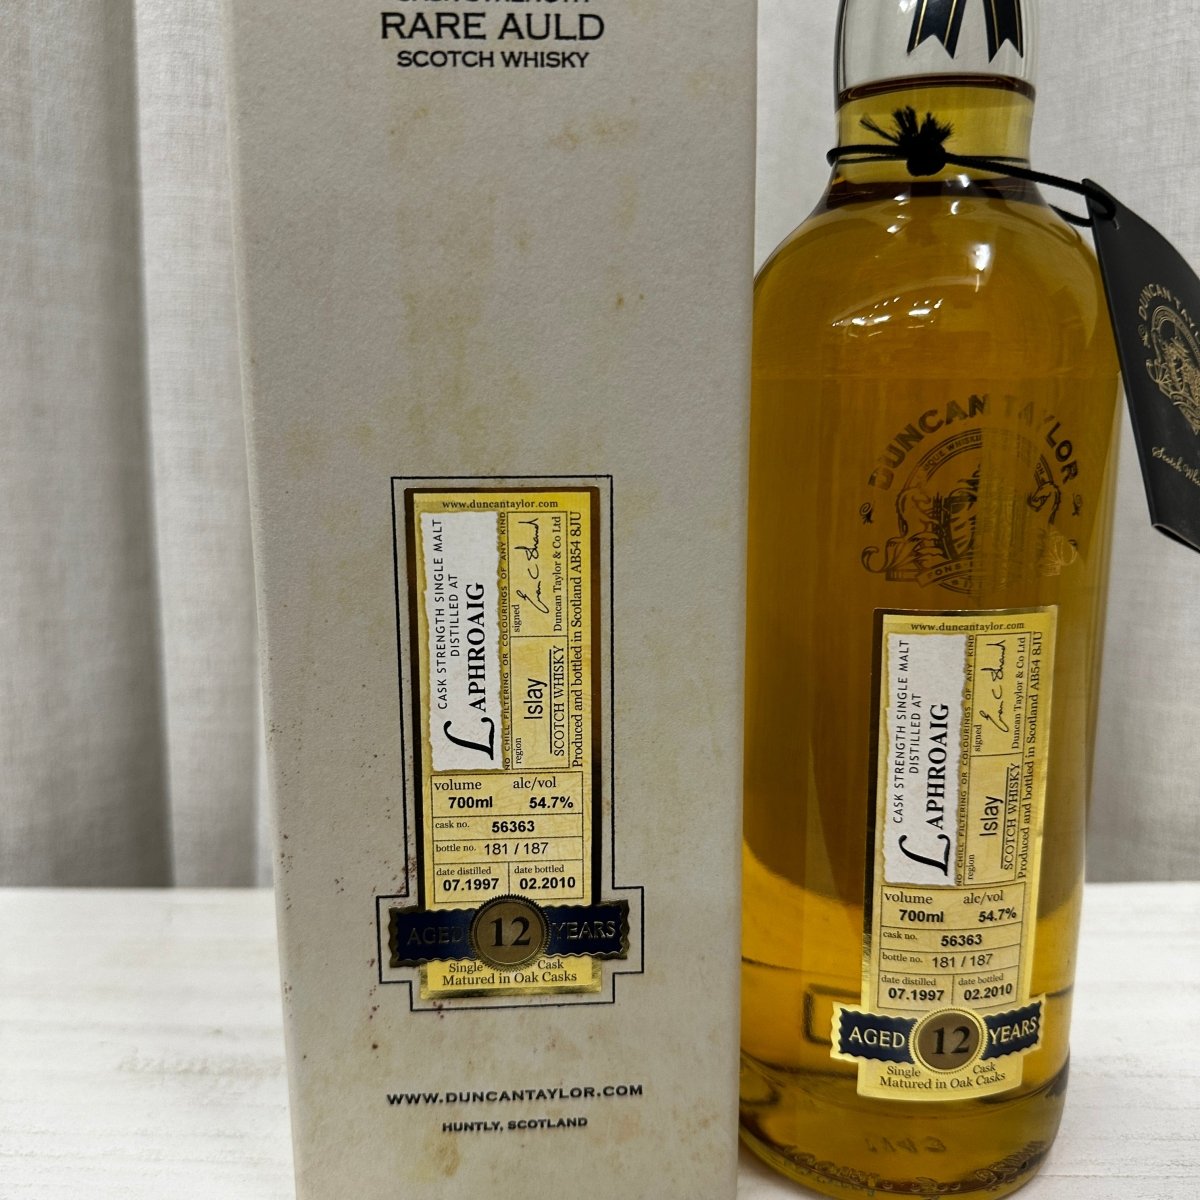 RARE AULD
SCOTCH WHISKY
www.duncantaylor.com
CASK STRENGTH SINGLE MALT
DISTILLED AT
LAPHROAIG
NO CHILL FILTERING OR COLOURINGS OF ANY KIND
region
Islay
signed
SCOTCH WHISKY
Duncan Taylor & Co Ltd
Produced and bottled in Scotland AB54 8JU
volume alc/vol
700ml 54.7%
cask no. 56363
bottle no. 181 / 187
date distilled date bottled
07.1997 02.2010
AGED 12 YEARS
Single Cask
Matured in Oak Casks
WWW.DUNCANTAYLOR.COM
HUNTLY, SCOTLAND
DUNCAN TAYLOR
www.duncantaylor.com
CASK STRENGTH SINGLE MALT
DISTILLED AT
LAPHROAIG
NO CHILL FILTERING OR COLOURINGS OF ANY KIND
region
Islay
signed
SCOTCH WHISKY
Duncan Taylor & Co Ltd
Produced and bottled in Scotland AB54 8JU
volume alc/vol
700ml 54.7%
cask no. 56363
bottle no. 181 / 187
date distilled date bottled
07.1997 02.2010
AGED 12 YEARS
Single Cask
Matured in Oak Casks
DUNCAN
Scotch